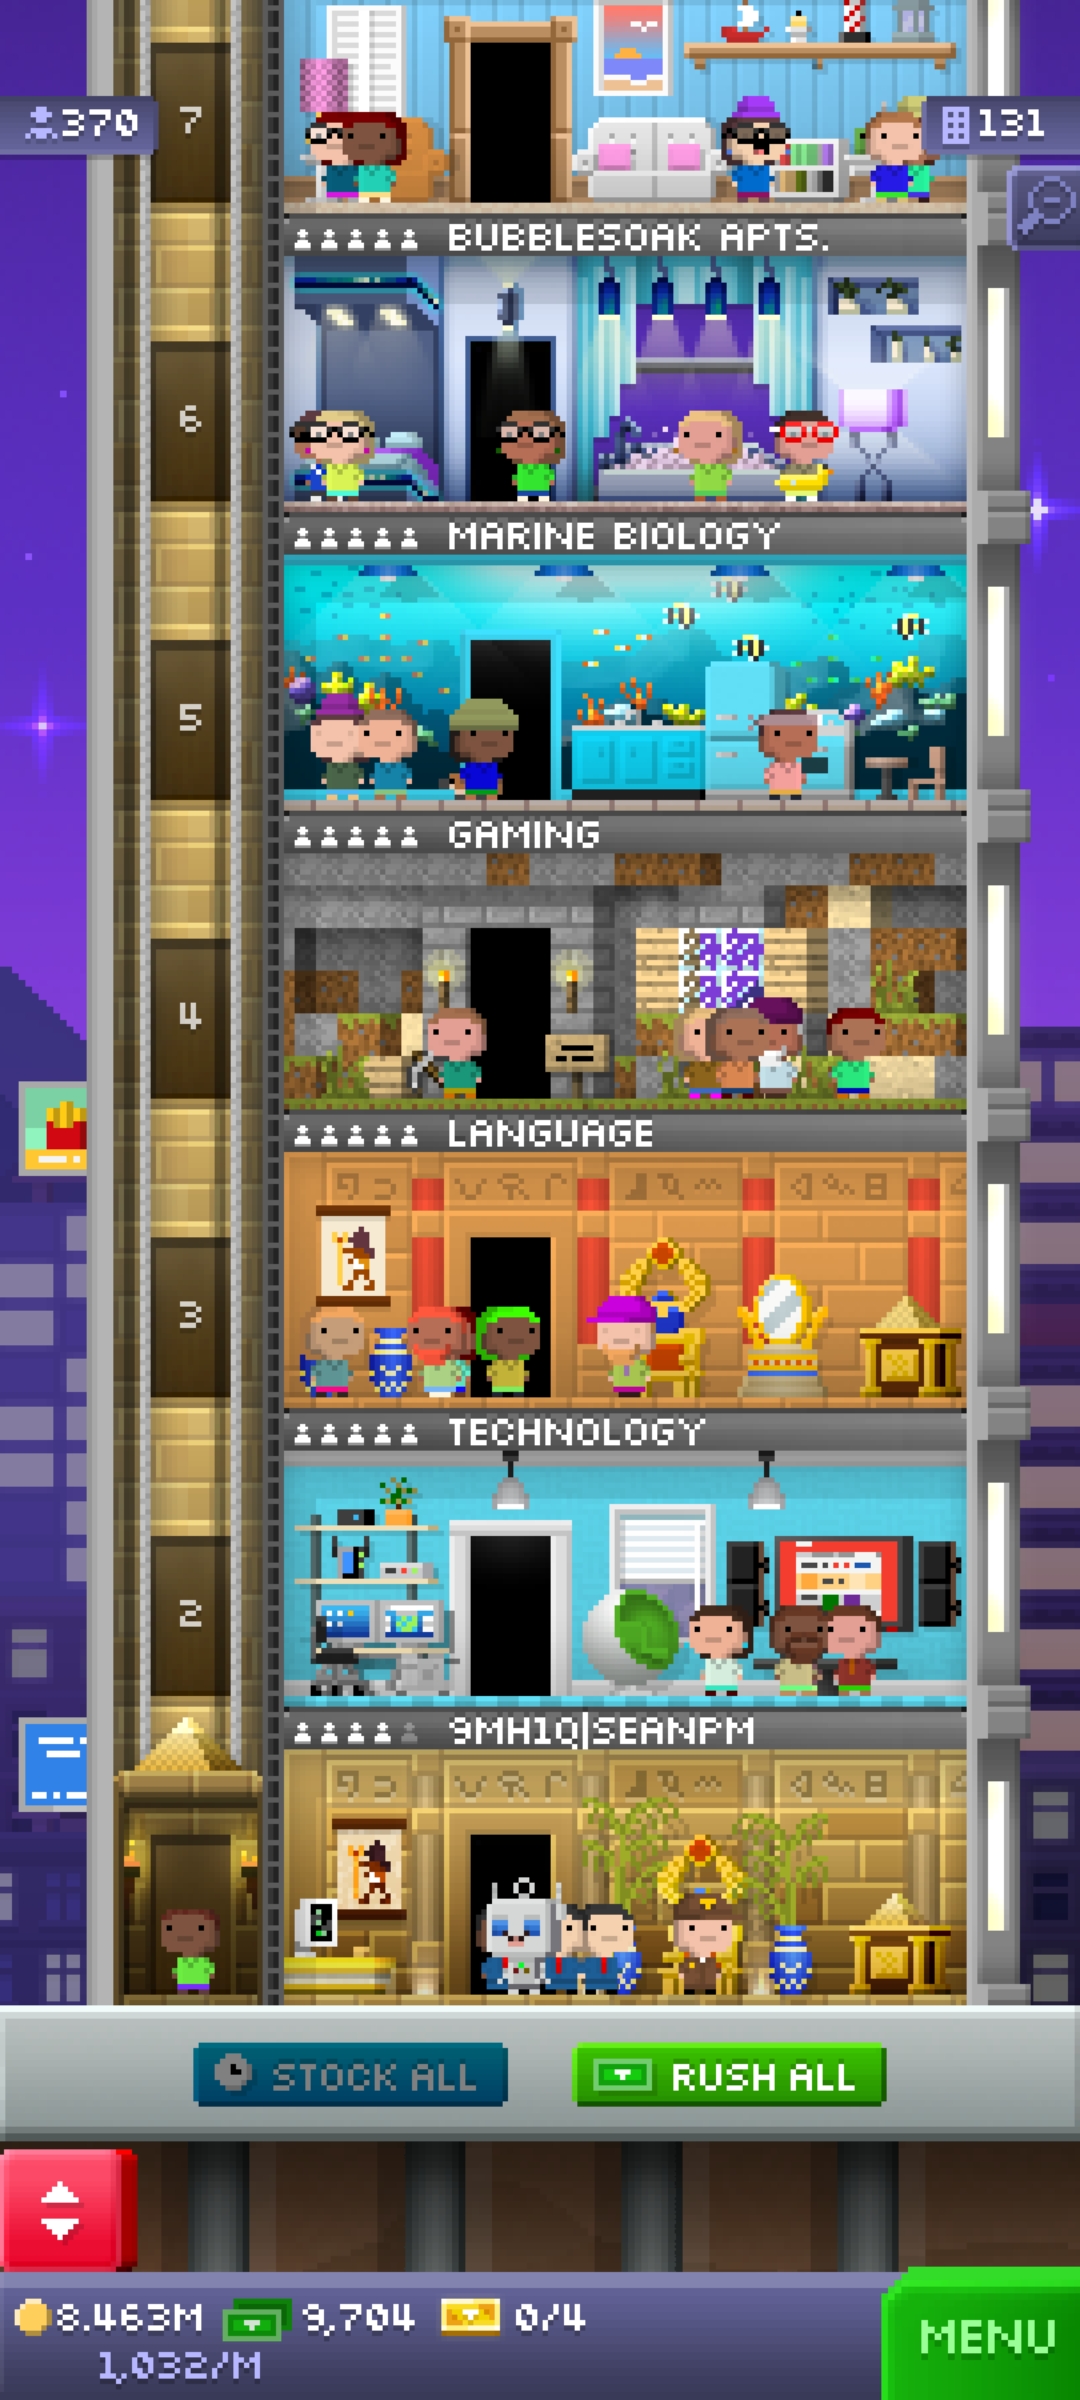 370
7
131
BUBBLESOAK APTS.
6
MARINE BIOLOGY
5
GAMING
4
LANGUAGE
3
TECHNOLOGY
2
9MH1Q|SEANPM
STOCK ALL
RUSH ALL
8.463M
9,704
0/4
1,032/M
MENU